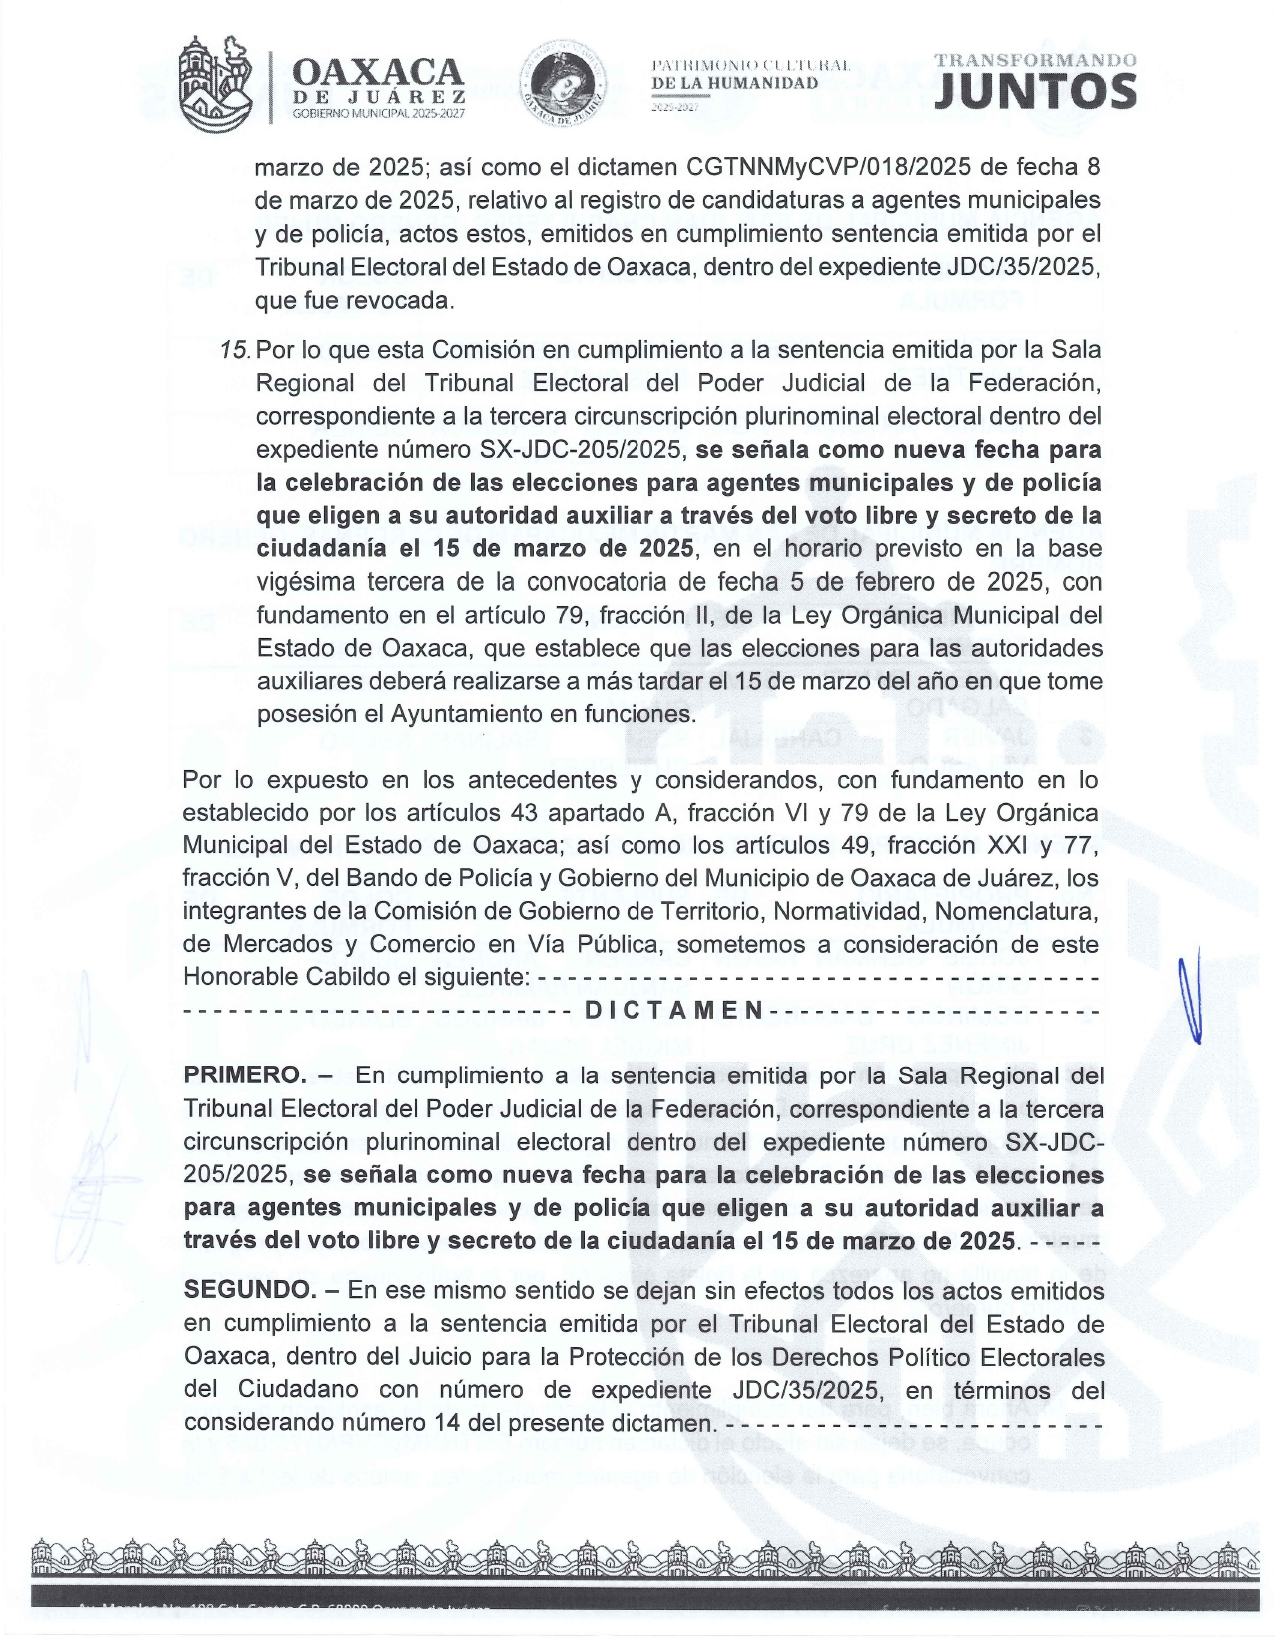 OAXACA
DE JUÁREZ
GOBIERNO MUNICIPAL 2025-2027
OAXACA DE JUÁREZ
PATRIMONIO CULTURAL
DE LA HUMANIDAD
2025-2027
TRANSFORMANDO
JUNTOS
marzo de 2025; así como el dictamen CGTNNMyCVP/018/2025 de fecha 8
de marzo de 2025, relativo al registro de candidaturas a agentes municipales
y de policía, actos estos, emitidos en cumplimiento sentencia emitida por el
Tribunal Electoral del Estado de Oaxaca, dentro del expediente JDC/35/2025,
que fue revocada.
15. Por lo que esta Comisión en cumplimiento a la sentencia emitida por la Sala
Regional del Tribunal Electoral del Poder Judicial de la Federación,
correspondiente a la tercera circunscripción plurinominal electoral dentro del
expediente número SX-JDC-205/2025, se señala como nueva fecha para
la celebración de las elecciones para agentes municipales y de policía
que eligen a su autoridad auxiliar a través del voto libre y secreto de la
ciudadanía el 15 de marzo de 2025, en el horario previsto en la base
vigésima tercera de la convocatoria de fecha 5 de febrero de 2025, con
fundamento en el artículo 79, fracción II, de la Ley Orgánica Municipal del
Estado de Oaxaca, que establece que las elecciones para las autoridades
auxiliares deberá realizarse a más tardar el 15 de marzo del año en que tome
posesión el Ayuntamiento en funciones.
Por lo expuesto en los antecedentes y considerandos, con fundamento en lo
establecido por los artículos 43 apartado A, fracción VI y 79 de la Ley Orgánica
Municipal del Estado de Oaxaca; así como los artículos 49, fracción XXI y 77,
fracción V, del Bando de Policía y Gobierno del Municipio de Oaxaca de Juárez, los
integrantes de la Comisión de Gobierno de Territorio, Normatividad, Nomenclatura,
de Mercados y Comercio en Vía Pública, sometemos a consideración de este
Honorable Cabildo el siguiente: - - - - - - - - - - - - - - - - - - - - - - - - - - - - - - - - - - - - -
- - - - - - - - - - - - - - - - - - - - - - - - - - D I C T A M E N - - - - - - - - - - - - - - - - - - - - - -
PRIMERO. – En cumplimiento a la sentencia emitida por la Sala Regional del
Tribunal Electoral del Poder Judicial de la Federación, correspondiente a la tercera
circunscripción plurinominal electoral dentro del expediente número SX-JDC-
205/2025, se señala como nueva fecha para la celebración de las elecciones
para agentes municipales y de policía que eligen a su autoridad auxiliar a
través del voto libre y secreto de la ciudadanía el 15 de marzo de 2025. - - - - -
SEGUNDO. – En ese mismo sentido se dejan sin efectos todos los actos emitidos
en cumplimiento a la sentencia emitida por el Tribunal Electoral del Estado de
Oaxaca, dentro del Juicio para la Protección de los Derechos Político Electorales
del Ciudadano con número de expediente JDC/35/2025, en términos del
considerando número 14 del presente dictamen. - - - - - - - - - - - - - - - - - - - - - - - - -